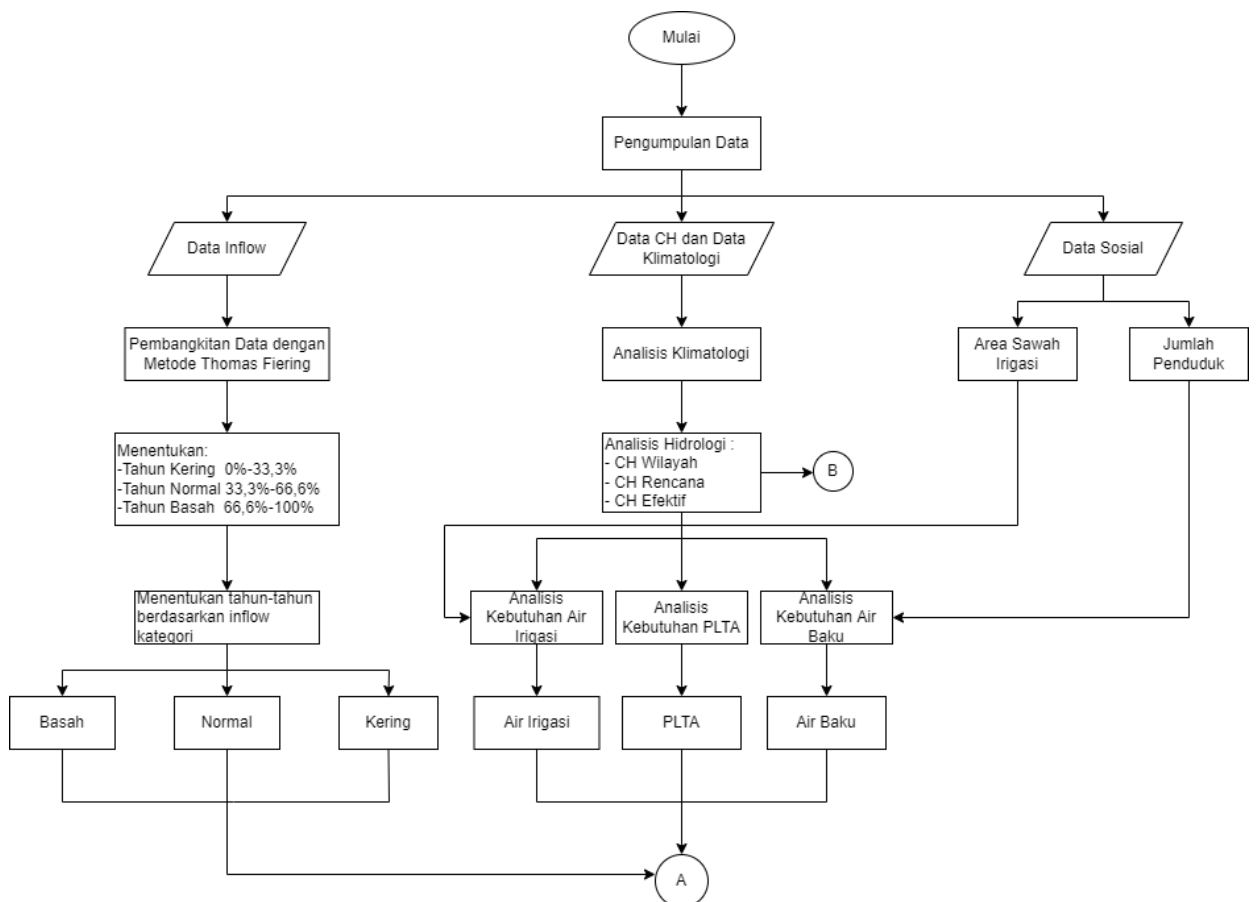 Mulai
Pengumpulan Data
Data Inflow
Data CH dan Data
Klimatologi
Data Sosial
Pembangkitan Data dengan
Metode Thomas Fiering
Analisis Klimatologi
Area Sawah
Irigasi
Jumlah
Penduduk
Menentukan:
-Tahun Kering 0%-33,3%
-Tahun Normal 33,3%-66,6%
-Tahun Basah 66,6%-100%
Analisis Hidrologi :
- CH Wilayah
- CH Rencana
- CH Efektif
B
Menentukan tahun-tahun
berdasarkan inflow
kategori
Analisis
Kebutuhan Air
Irigasi
Analisis
Kebutuhan PLTA
Analisis
Kebutuhan Air
Baku
Basah
Normal
Kering
Air Irigasi
PLTA
Air Baku
A